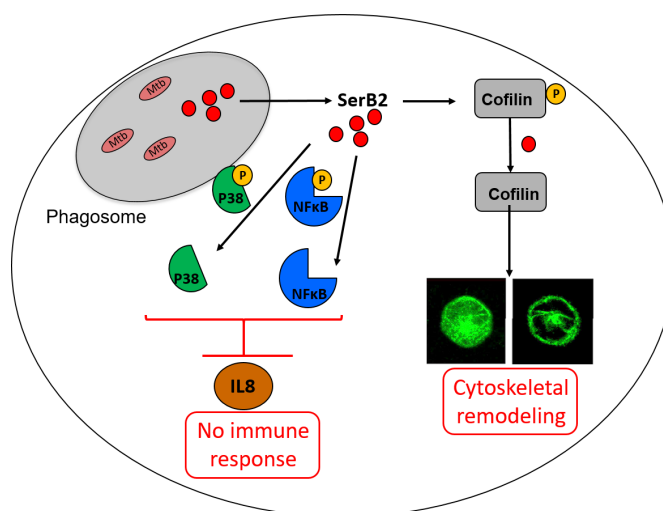 Mtb
Mtb
Mtb
Phagosome
SerB2
Cofilin
P
Cofilin
P
P38
P
NFκB
P38
NFκB
IL8
No immune
response
Cytoskeletal
remodeling